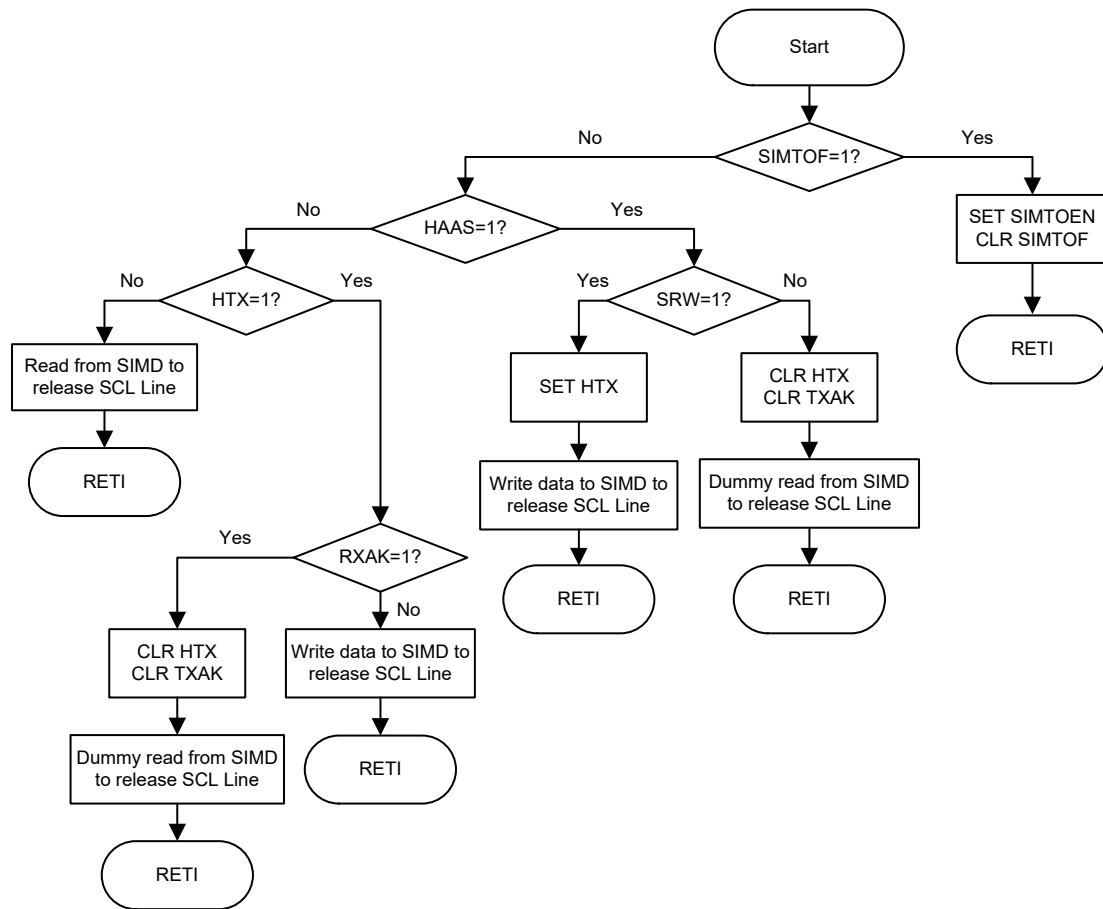 Start
No
Yes
SIMTOF=1?
No
Yes
HAAS=1?
SET SIMTOEN
CLR SIMTOF
No
Yes
HTX=1?
Yes
No
SRW=1?
RETI
Read from SIMD to
release SCL Line
SET HTX
CLR HTX
CLR TXAK
RETI
Write data to SIMD to
release SCL Line
Dummy read from SIMD
to release SCL Line
Yes
RXAK=1?
RETI
RETI
No
CLR HTX
CLR TXAK
Write data to SIMD to
release SCL Line
Dummy read from SIMD
to release SCL Line
RETI
RETI